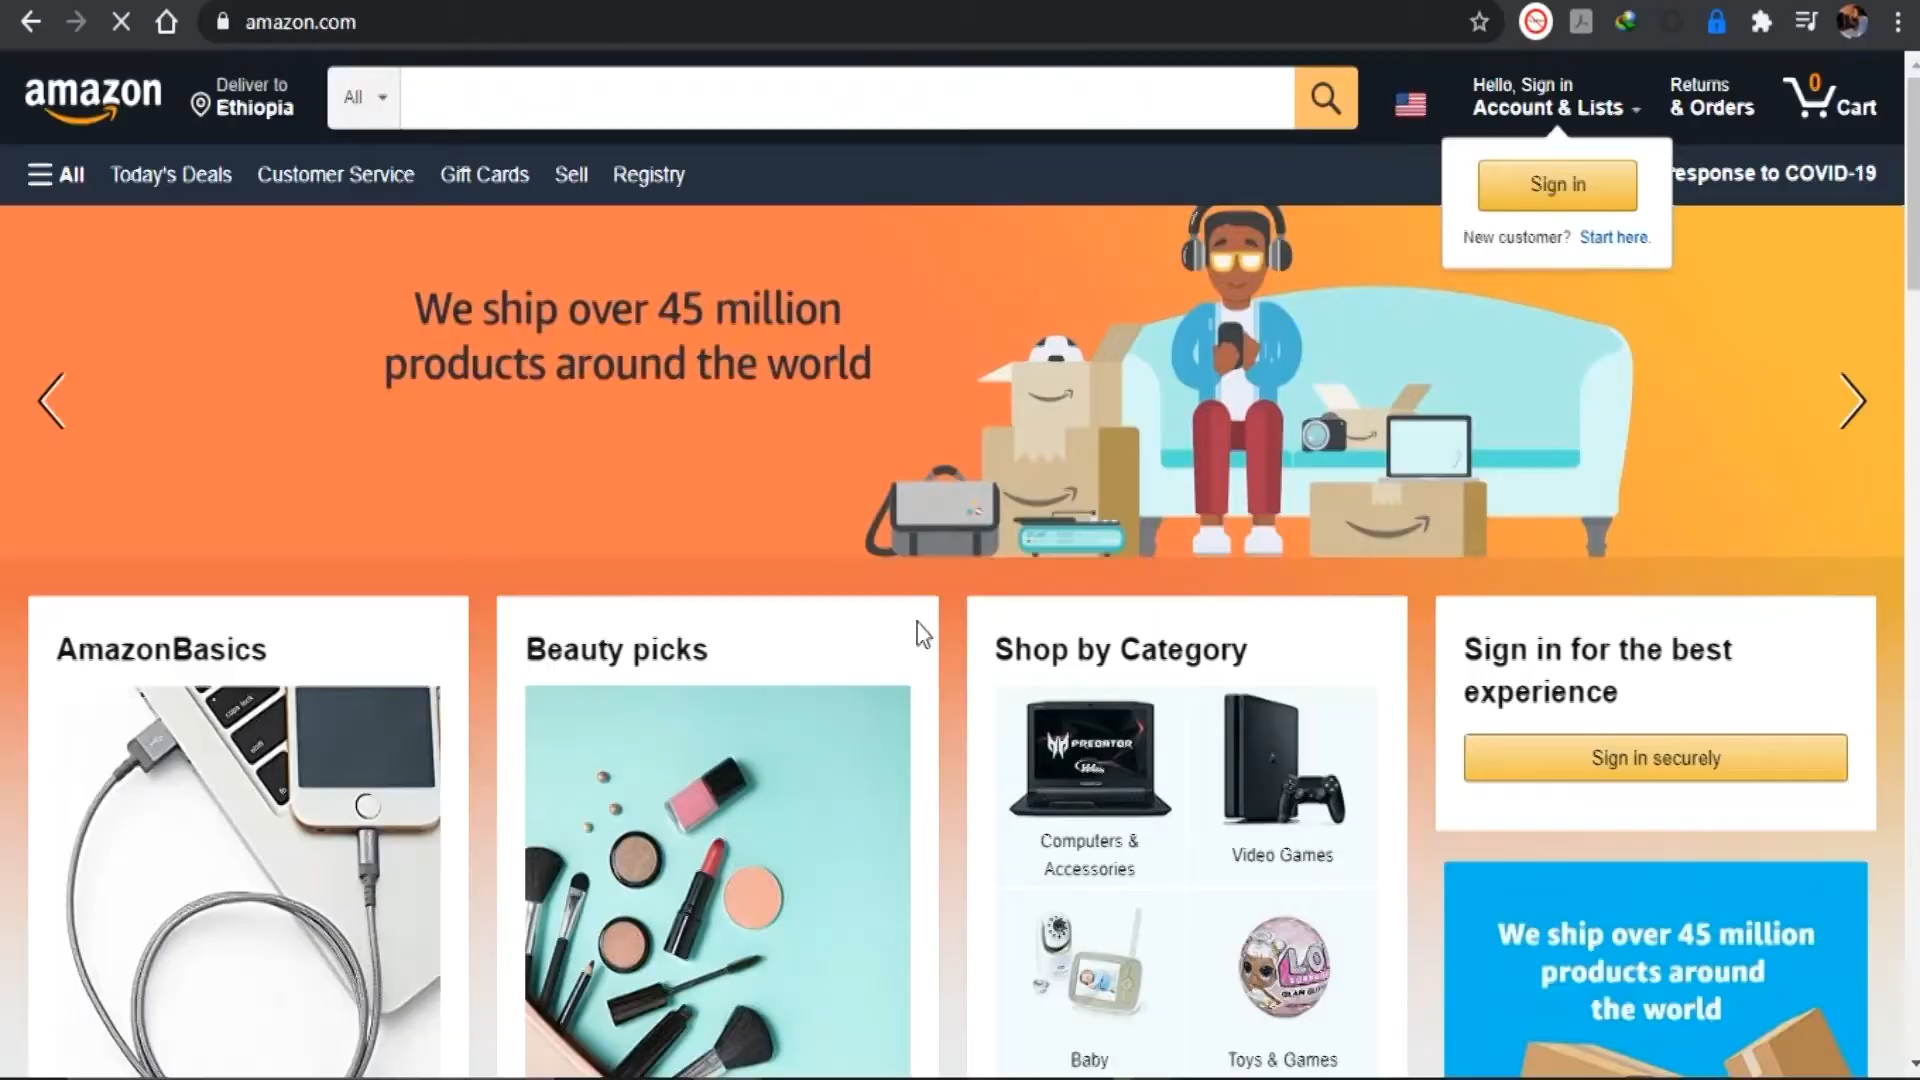 amazon.com
amazon
Deliver to
Ethiopia
All
Hello, Sign in
Account & Lists
Returns
& Orders
0
Cart
All
Today's Deals
Customer Service
Gift Cards
Sell
Registry
Sign in
response to COVID-19
New customer? Start here.
We ship over 45 million
products around the world
AmazonBasics
Beauty picks
Shop by Category
Sign in for the best
experience
Sign in securely
PREDATOR
Computers &
Accessories
Video Games
Baby
Toys & Games
We ship over 45 million
products around
the world